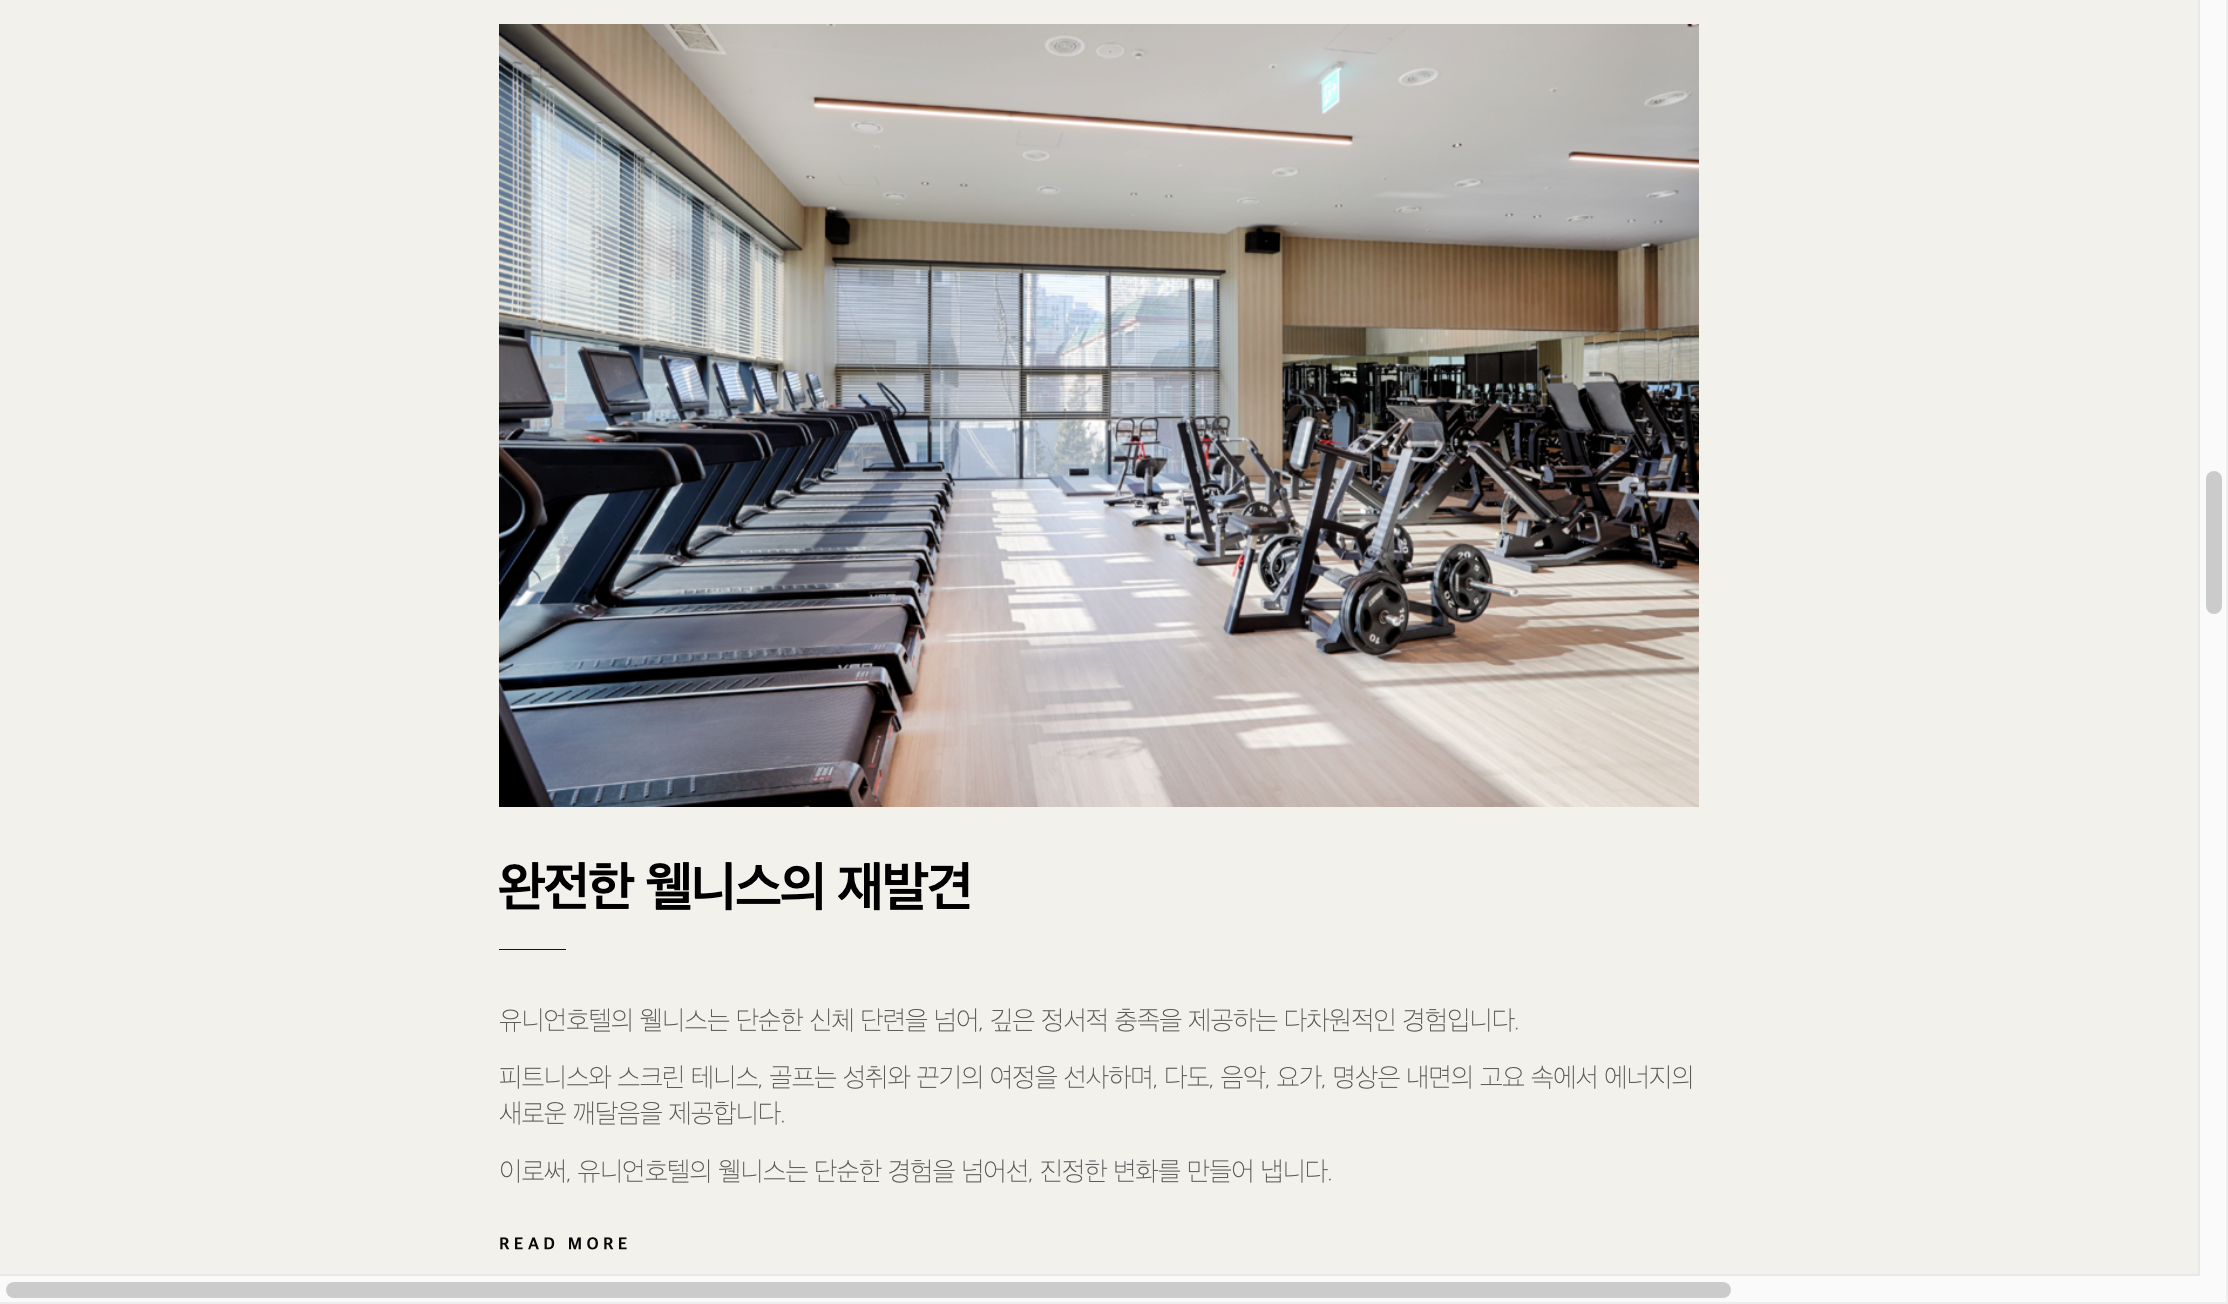 완전한 웰니스의 재발견
유니언호텔의 웰니스는 단순한 신체 단련을 넘어, 깊은 정서적 충족을 제공하는 다차원적인 경험입니다.
피트니스와 스크린 테니스, 골프는 성취와 끈기의 여정을 선사하며, 다도, 음악, 요가, 명상은 내면의 고요 속에서 에너지의
새로운 깨달음을 제공합니다.
이로써, 유니언호텔의 웰니스는 단순한 경험을 넘어선, 진정한 변화를 만들어 냅니다.
READ MORE